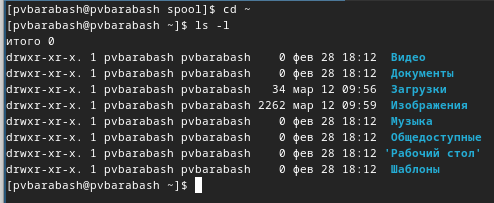 [pvbarabash@pvbarabash spool]$ cd ~
[pvbarabash@pvbarabash ~]$ ls -l
итого 0
drwxr-xr-x. 1 pvbarabash pvbarabash    0 фев 28 18:12  Видео
drwxr-xr-x. 1 pvbarabash pvbarabash    0 фев 28 18:12  Документы
drwxr-xr-x. 1 pvbarabash pvbarabash   34 мар 12 09:56  Загрузки
drwxr-xr-x. 1 pvbarabash pvbarabash 2262 мар 12 09:59  Изображения
drwxr-xr-x. 1 pvbarabash pvbarabash    0 фев 28 18:12  Музыка
drwxr-xr-x. 1 pvbarabash pvbarabash    0 фев 28 18:12  Общедоступные
drwxr-xr-x. 1 pvbarabash pvbarabash    0 фев 28 18:12 'Рабочий стол'
drwxr-xr-x. 1 pvbarabash pvbarabash    0 фев 28 18:12  Шаблоны
[pvbarabash@pvbarabash ~]$